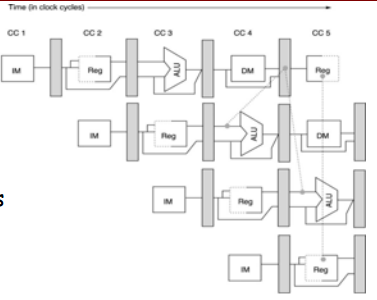 Time (in clock cycles)
CC 1 CC 2 CC 3 CC 4 CC 5
IM Reg ALU DM Reg
IM Reg ALU DM
s
IM Reg ALU
IM Reg